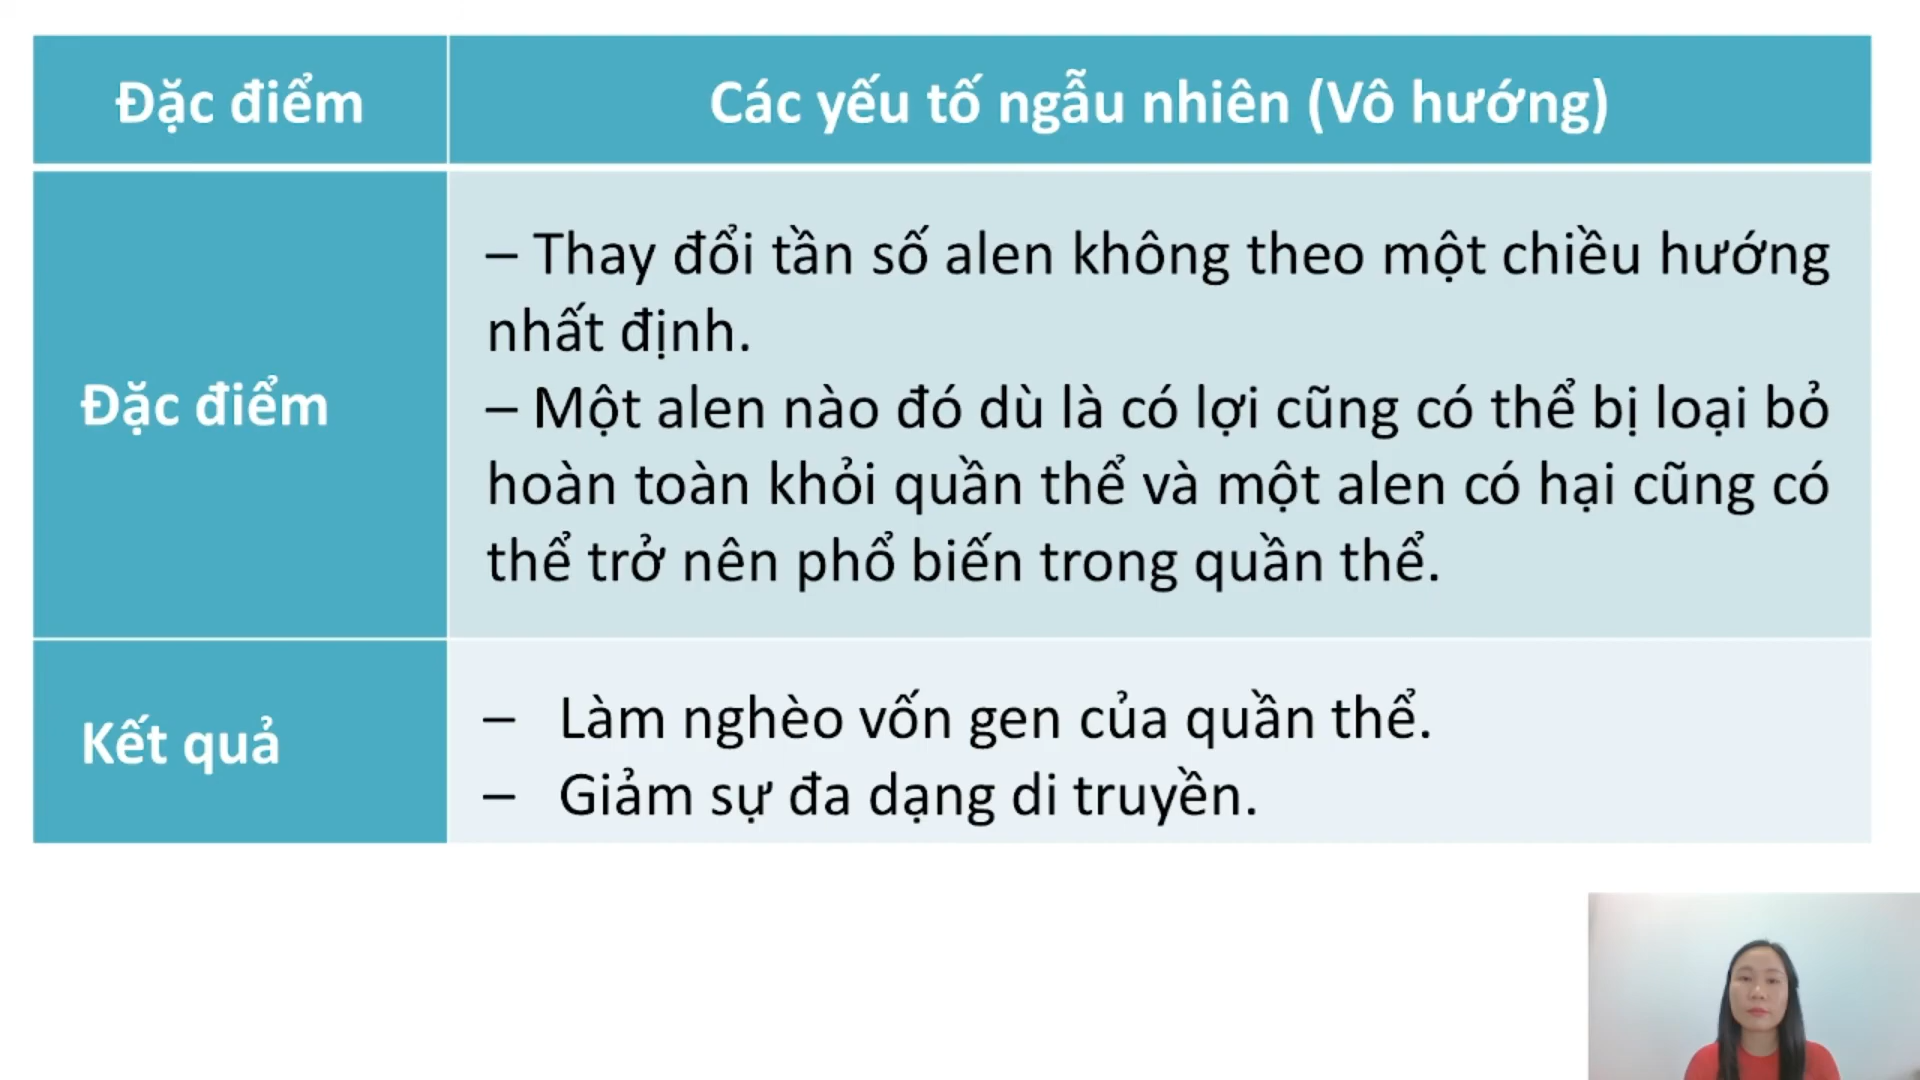 Đặc điểm
Các yếu tố ngẫu nhiên (Vô hướng)
Đặc điểm
– Thay đổi tần số alen không theo một chiều hướng
nhất định.
– Một alen nào đó dù là có lợi cũng có thể bị loại bỏ
hoàn toàn khỏi quần thể và một alen có hại cũng có
thể trở nên phổ biến trong quần thể.
Kết quả
– Làm nghèo vốn gen của quần thể.
– Giảm sự đa dạng di truyền.